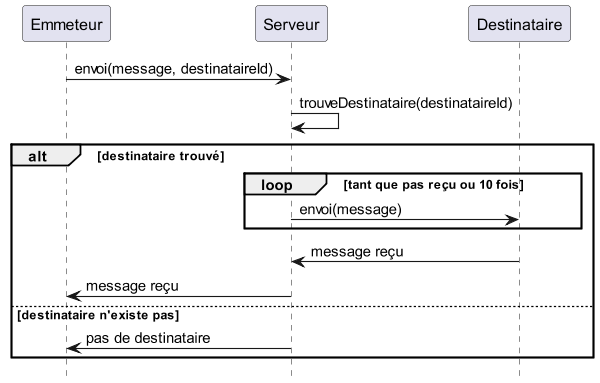 Emmeteur Serveur Destinataire
envoi(message, destinataireId)
trouveDestinataire(destinataireId)
alt [destinataire trouvé]
loop [tant que pas reçu ou 10 fois]
envoi(message)
message reçu
message reçu
[destinataire n'existe pas]
pas de destinataire